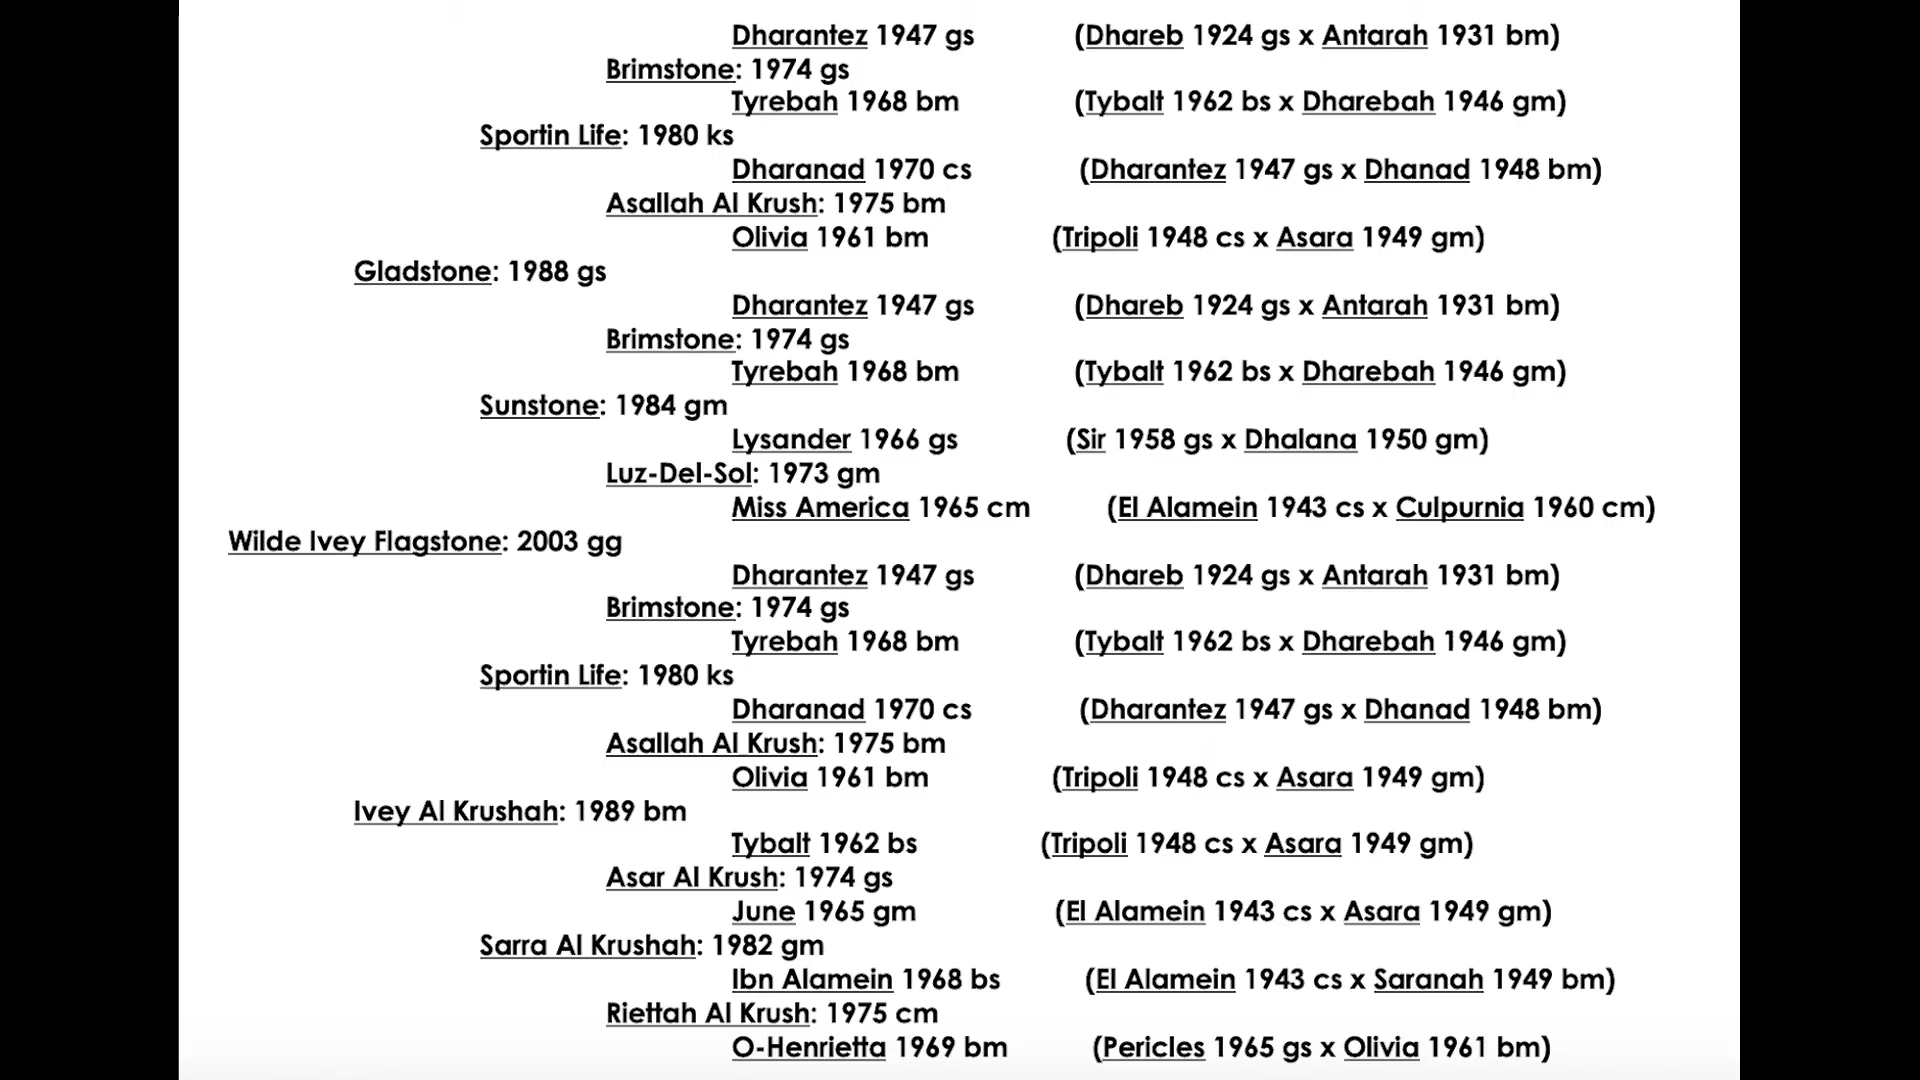 Dharantez 1947 gs (Dhareb 1924 gs x Antarah 1931 bm)
Brimstone: 1974 gs
Tyrebah 1968 bm (Tybalt 1962 bs x Dharebah 1946 gm)
Sportin Life: 1980 ks
Dharanad 1970 cs (Dharantez 1947 gs x Dhanad 1948 bm)
Asallah Al Krush: 1975 bm
Olivia 1961 bm (Tripoli 1948 cs x Asara 1949 gm)
Gladstone: 1988 gs
Dharantez 1947 gs (Dhareb 1924 gs x Antarah 1931 bm)
Brimstone: 1974 gs
Tyrebah 1968 bm (Tybalt 1962 bs x Dharebah 1946 gm)
Sunstone: 1984 gm
Lysander 1966 gs (Sir 1958 gs x Dhalana 1950 gm)
Luz-Del-Sol: 1973 gm
Miss America 1965 cm (El Alamein 1943 cs x Culpurnia 1960 cm)
Wilde Ivey Flagstone: 2003 gg
Dharantez 1947 gs (Dhareb 1924 gs x Antarah 1931 bm)
Brimstone: 1974 gs
Tyrebah 1968 bm (Tybalt 1962 bs x Dharebah 1946 gm)
Sportin Life: 1980 ks
Dharanad 1970 cs (Dharantez 1947 gs x Dhanad 1948 bm)
Asallah Al Krush: 1975 bm
Olivia 1961 bm (Tripoli 1948 cs x Asara 1949 gm)
Ivey Al Krushah: 1989 bm
Tybalt 1962 bs (Tripoli 1948 cs x Asara 1949 gm)
Asar Al Krush: 1974 gs
June 1965 gm (El Alamein 1943 cs x Asara 1949 gm)
Sarra Al Krushah: 1982 gm
Ibn Alamein 1968 bs (El Alamein 1943 cs x Saranah 1949 bm)
Riettah Al Krush: 1975 cm
O-Henrietta 1969 bm (Pericles 1965 gs x Olivia 1961 bm)